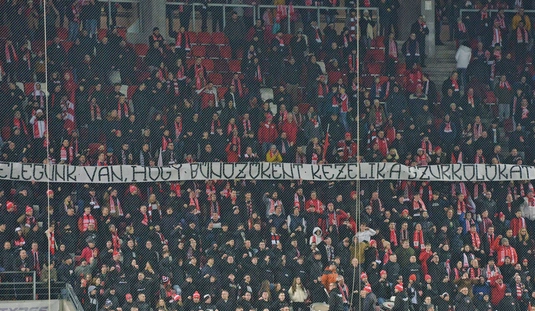 ELEGÜNK VAN, HOGY BŰNÖZŐKÉNT KEZELIK A SZURKOLÓKAT